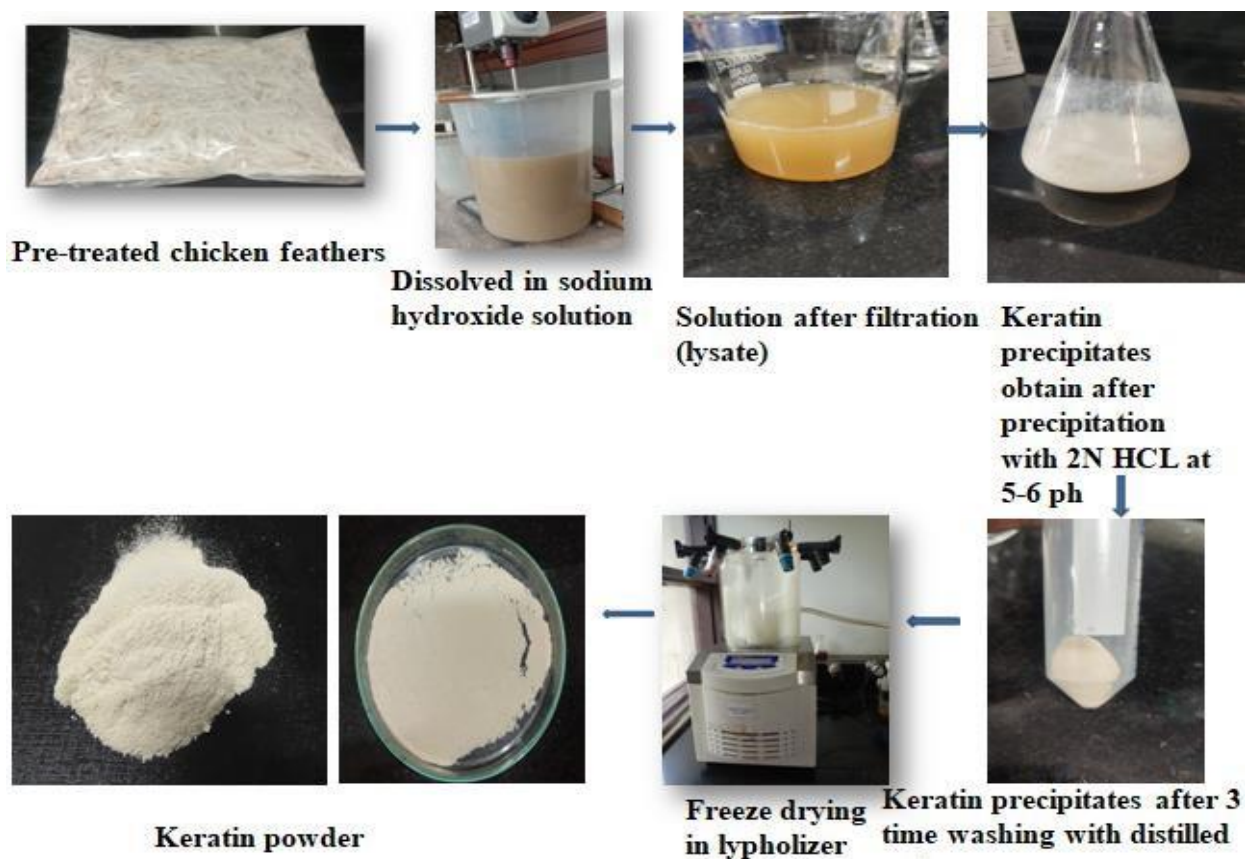 Pre-treated chicken feathers
Dissolved in sodium
hydroxide solution
Solution after filtration
(lysate)
Keratin
precipitates
obtain after
precipitation
with 2N HCL at
5-6 ph
Keratin precipitates after 3
time washing with distilled
Freeze drying
in lypholizer
Keratin powder